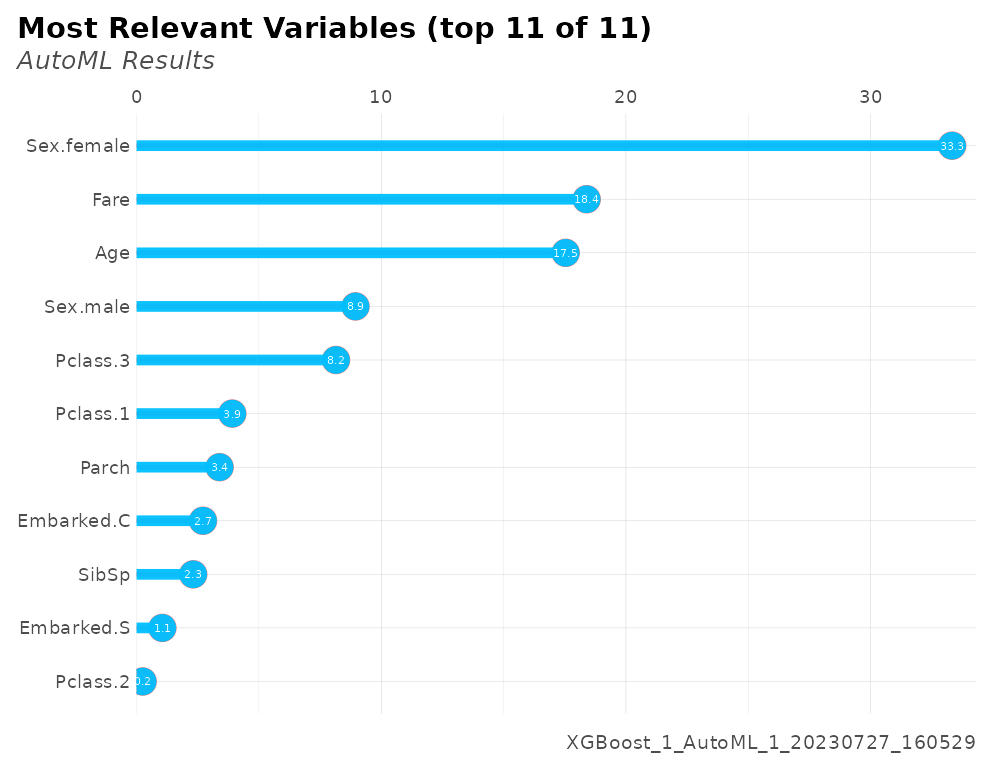 Most Relevant Variables (top 11 of 11)
AutoML Results
0 10 20 30
Sex.female 33.3
Fare 18.4
Age 17.5
Sex.male 8.9
Pclass.3 8.2
Pclass.1 3.9
Parch 3.4
Embarked.C 2.7
SibSp 2.3
Embarked.S 1.1
Pclass.2 0.2
XGBoost_1_AutoML_1_20230727_160529